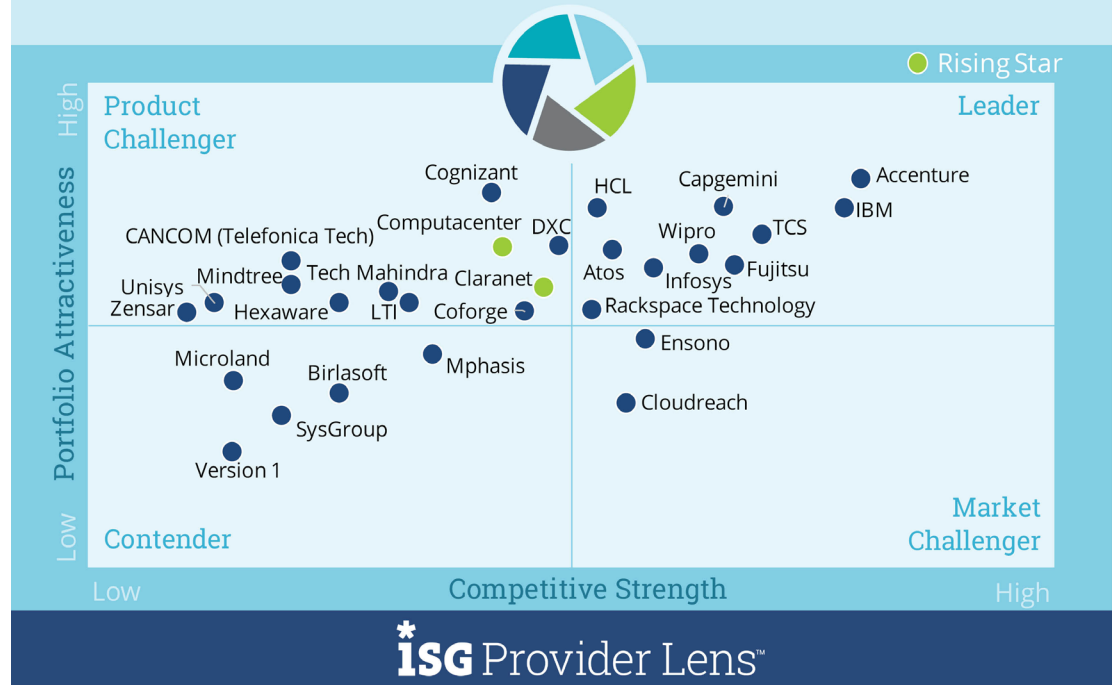 Rising Star
High
Product
Challenger
Leader
Cognizant
HCL
Capgemini
Accenture
IBM
Computacenter
DXC
Wipro
TCS
CANCOM (Telefonica Tech)
Mindtree
Tech Mahindra
Claranet
Atos
Infosys
Fujitsu
Unisys
Zensar
Hexaware
LTI
Coforge
Rackspace Technology
Portfolio Attractiveness
Ensono
Microland
Birlasoft
Mphasis
Cloudreach
SysGroup
Version 1
Low
Contender
Market
Challenger
Low
Competitive Strength
High
*isG Provider Lens™